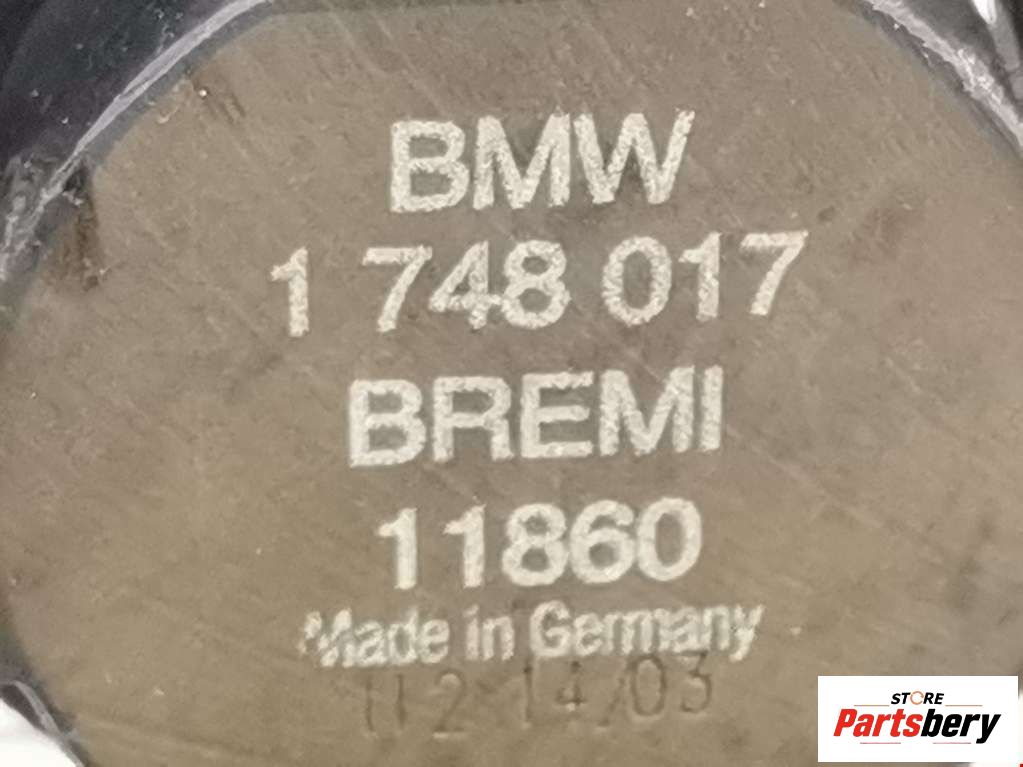 BMW
1 748 017
BREMI
11860
Made in Germany
112 14/03
STORE
Partsbery